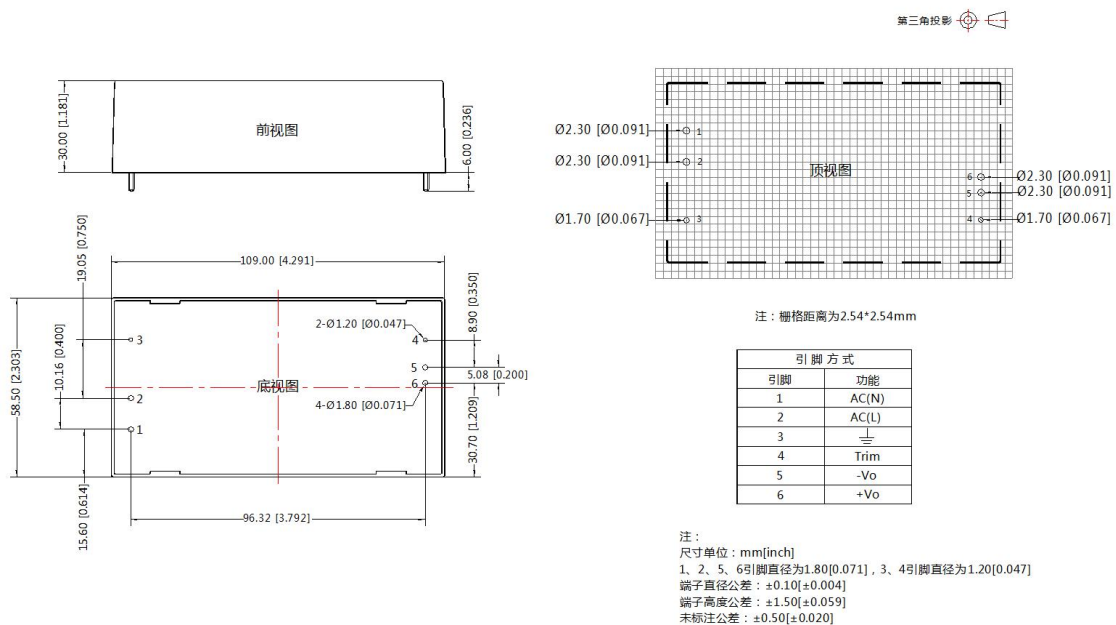 第三角投影
30.00 [1.181]
前视图
6.00 [0.236]
Ø2.30 [Ø0.091]
1
Ø2.30 [Ø0.091]
2
顶视图
6
Ø2.30 [Ø0.091]
5
Ø2.30 [Ø0.091]
Ø1.70 [Ø0.067]
3
4
Ø1.70 [Ø0.067]
19.05 [0.750]
109.00 [4.291]
8.90 [0.350]
2-Ø1.20 [Ø0.047]
3
4
58.50 [2.303]
10.16 [0.400]
5
5.08 [0.200]
底视图
6
2
4-Ø1.80 [Ø0.071]
1
30.70 [1.209]
15.60 [0.614]
96.32 [3.792]
注：栅格距离为2.54*2.54mm
引脚方式
引脚 功能
1 AC(N)
2 AC(L)
3
4 Trim
5 -Vo
6 +Vo
注：
尺寸单位：mm[inch]
1、2、5、6引脚直径为1.80[0.071]，3、4引脚直径为1.20[0.047]
端子直径公差：±0.10[±0.004]
端子高度公差：±1.50[±0.059]
未标注公差：±0.50[±0.020]